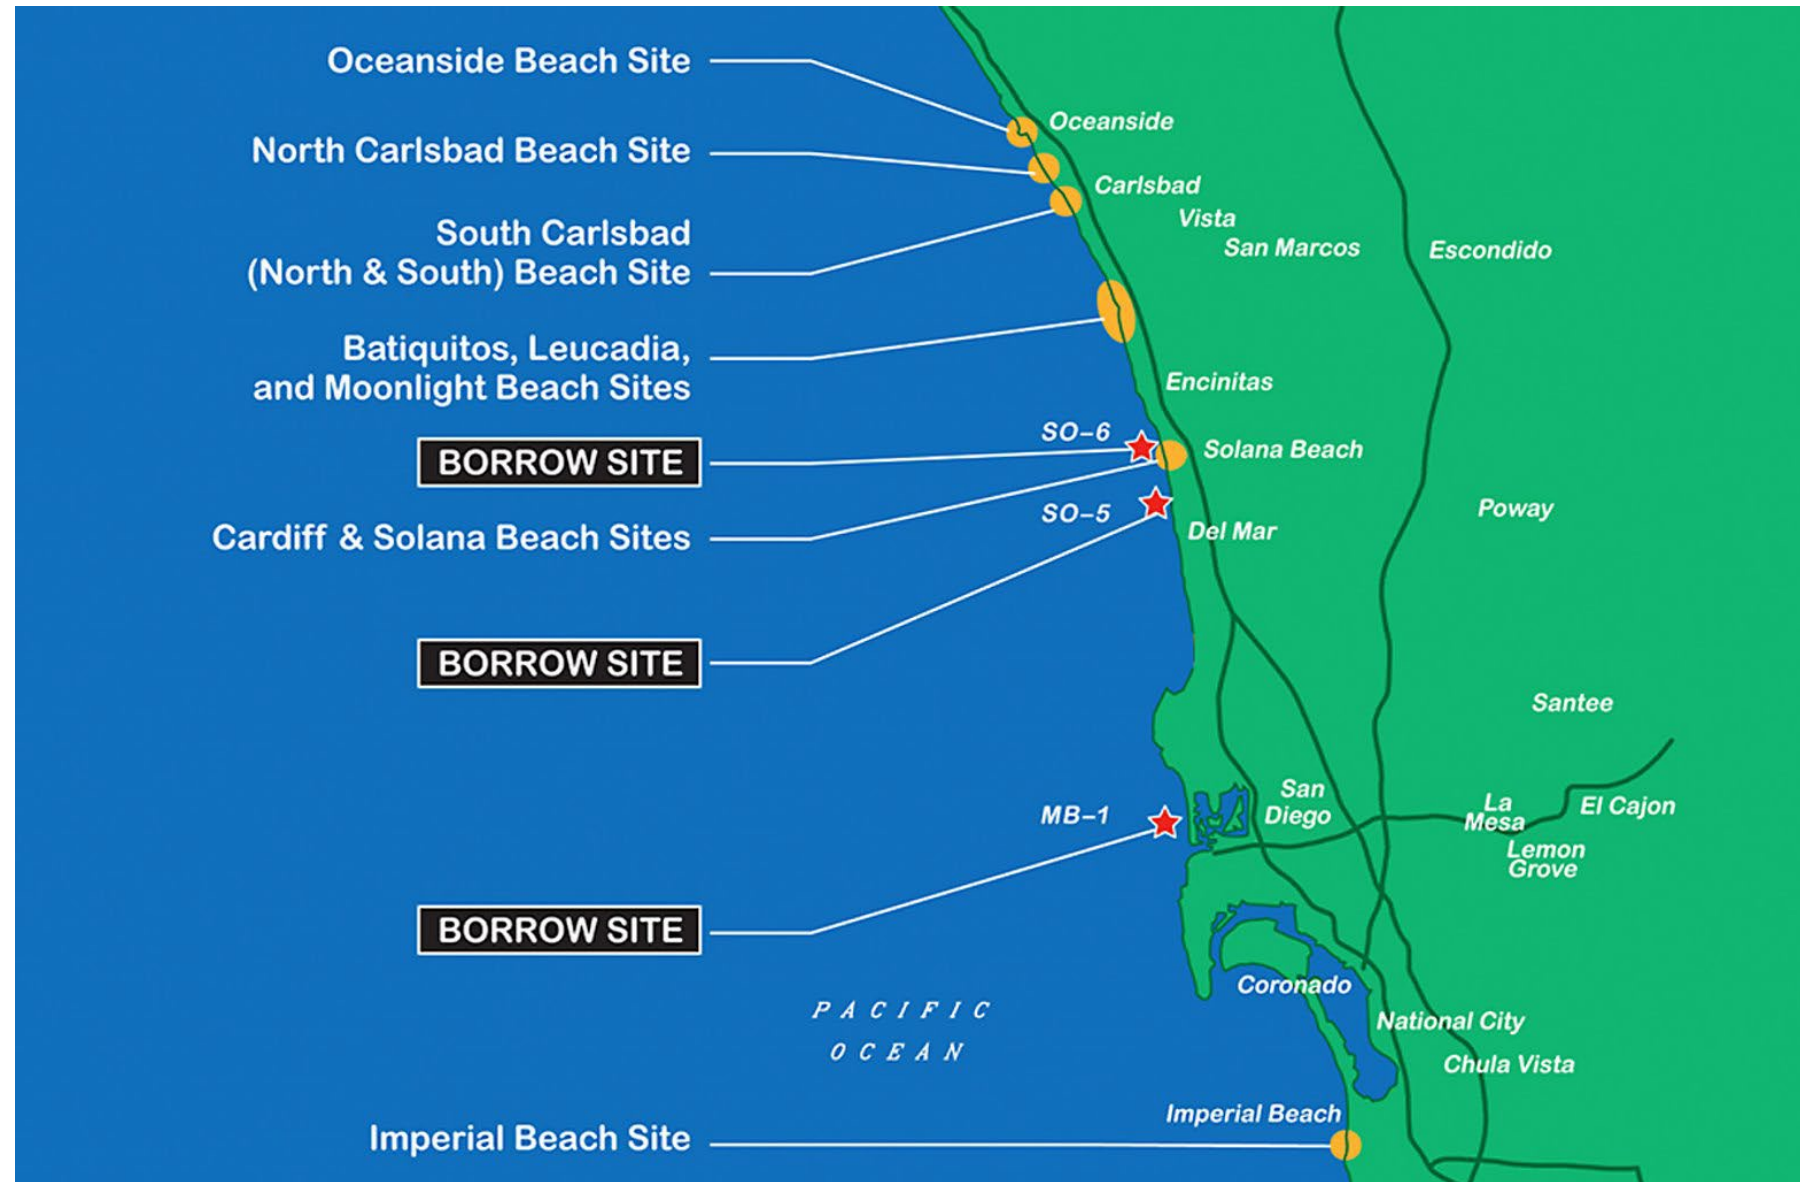 Oceanside Beach Site
Oceanside
North Carlsbad Beach Site
Carlsbad
Vista
South Carlsbad
(North & South) Beach Site
San Marcos
Escondido
Batiquitos, Leucadia,
and Moonlight Beach Sites
Encinitas
SO-6
BORROW SITE
Solana Beach
Cardiff & Solana Beach Sites
SO-5
Del Mar
Poway
BORROW SITE
Santee
MB-1
San
Diego
La
Mesa
El Cajon
Lemon
Grove
BORROW SITE
Coronado
PACIFIC
OCEAN
National City
Chula Vista
Imperial Beach
Imperial Beach Site